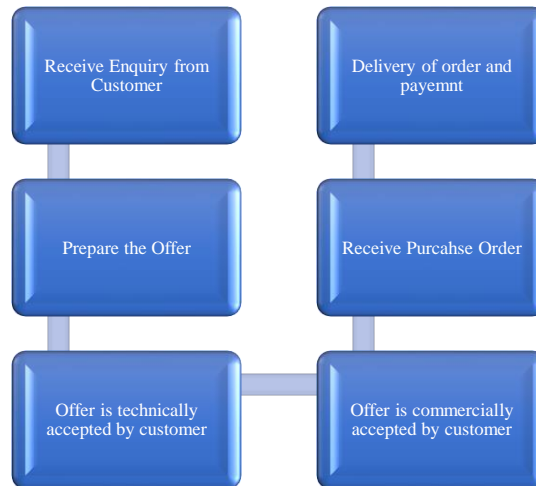 Receive Enquiry from
Customer
Prepare the Offer
Offer is technically
accepted by customer
Offer is commercially
accepted by customer
Receive Purcahse Order
Delivery of order and
payemnt